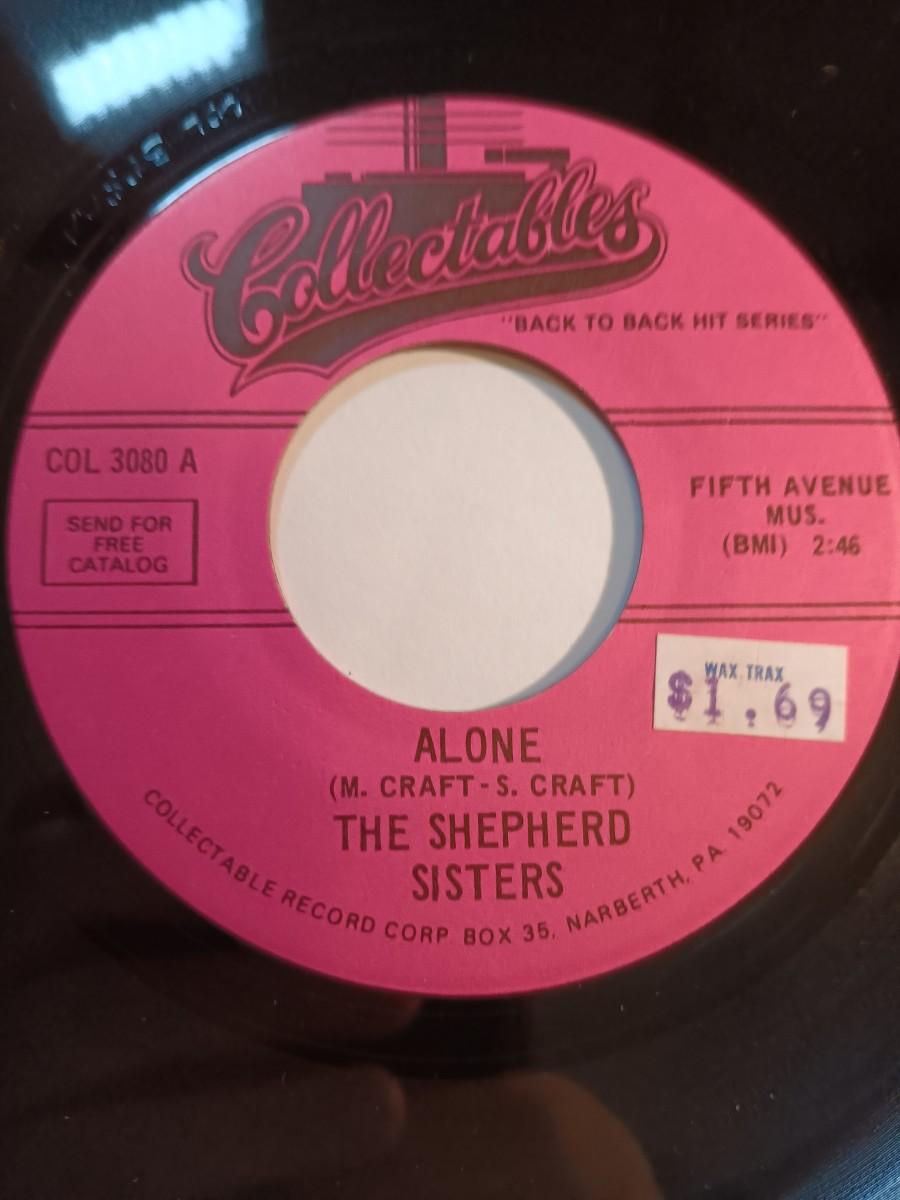 Collectables
"BACK TO BACK HIT SERIES"
COL 3080 A
SEND FOR
FREE
CATALOG
FIFTH AVENUE
MUS.
(BMI) 2:46
WAX TRAX
$1.69
ALONE
(M. CRAFT - S. CRAFT)
THE SHEPHERD
SISTERS
COLLECTABLE RECORD CORP. BOX 35, NARBERTH, PA 19072